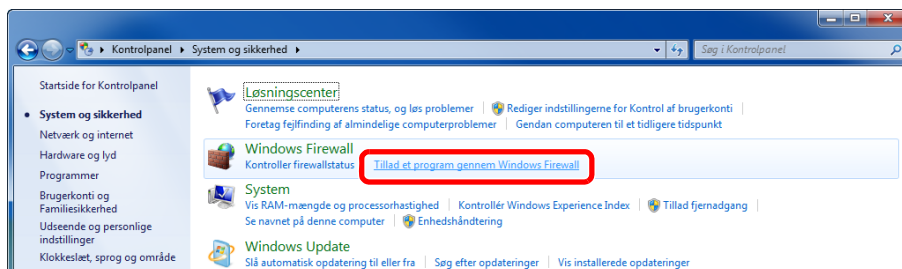 Kontrolpanel System og sikkerhed Søg i Kontrolpanel
Startside for Kontrolpanel
System og sikkerhed
Netværk og internet
Hardware og lyd
Programmer
Brugerkonti og
Familiesikkerhed
Udseende og personlige
indstillinger
Klokkeslæt, sprog og område
Løsningscenter
Gennemse computerens status, og løs problemer Rediger indstillingerne for Kontrol af brugerkonti
Foretag fejlfinding af almindelige computerproblemer Gendan computeren til et tidligere tidspunkt
Windows Firewall
Kontroller firewallstatus Tillad et program gennem Windows Firewall
System
Vis RAM-mængde og processorhastighed Kontrollér Windows Experience Index Tillad fjernadgang
Se navnet på denne computer Enhedshåndtering
Windows Update
Slå automatisk opdatering til eller fra Søg efter opdateringer Vis installerede opdateringer